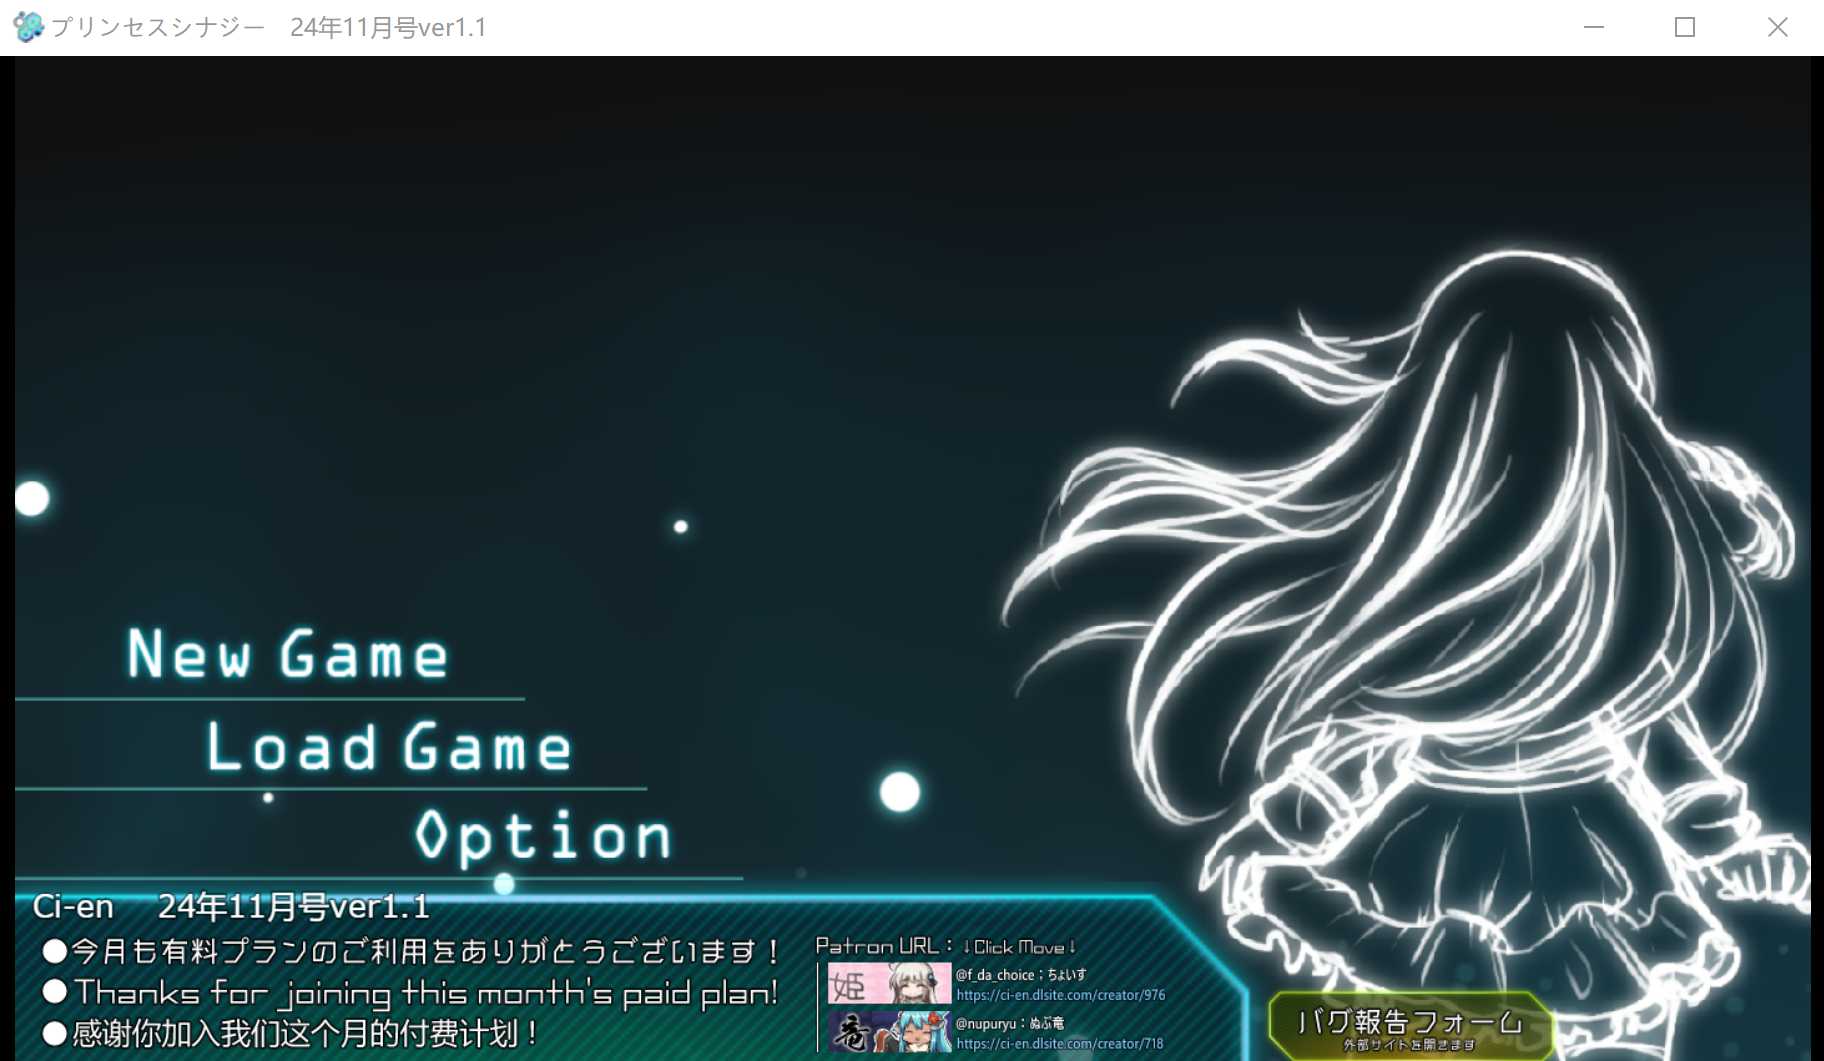 プリンセスシナジー　24年11月号ver1.1
New Game
Load Game
Option
Ci-en　24年11月号ver1.1
●今月も有料プランのご利用をありがとうございます！
●Thanks for joining this month's paid plan!
●感谢你加入我们这个月的付费计划！
Patron URL：↓Click Move↓
姫
@f_da_choice：ちょいす
https://ci-en.dlsite.com/creator/976
竜
@nupuryu：ぬぷ竜
https://ci-en.dlsite.com/creator/718
バグ報告フォーム
外部サイトを開きます